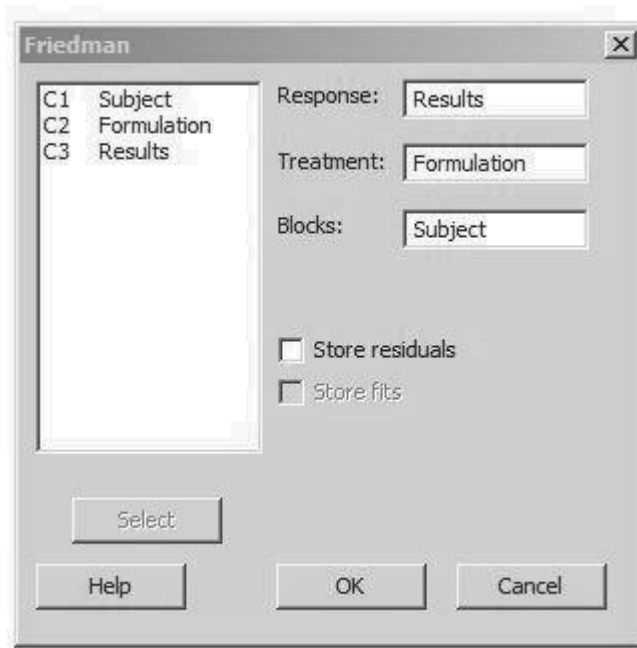 Friedman
C1 Subject
C2 Formulation
C3 Results
Response: Results
Treatment: Formulation
Blocks: Subject
Store residuals
Store fits
Select
Help OK Cancel